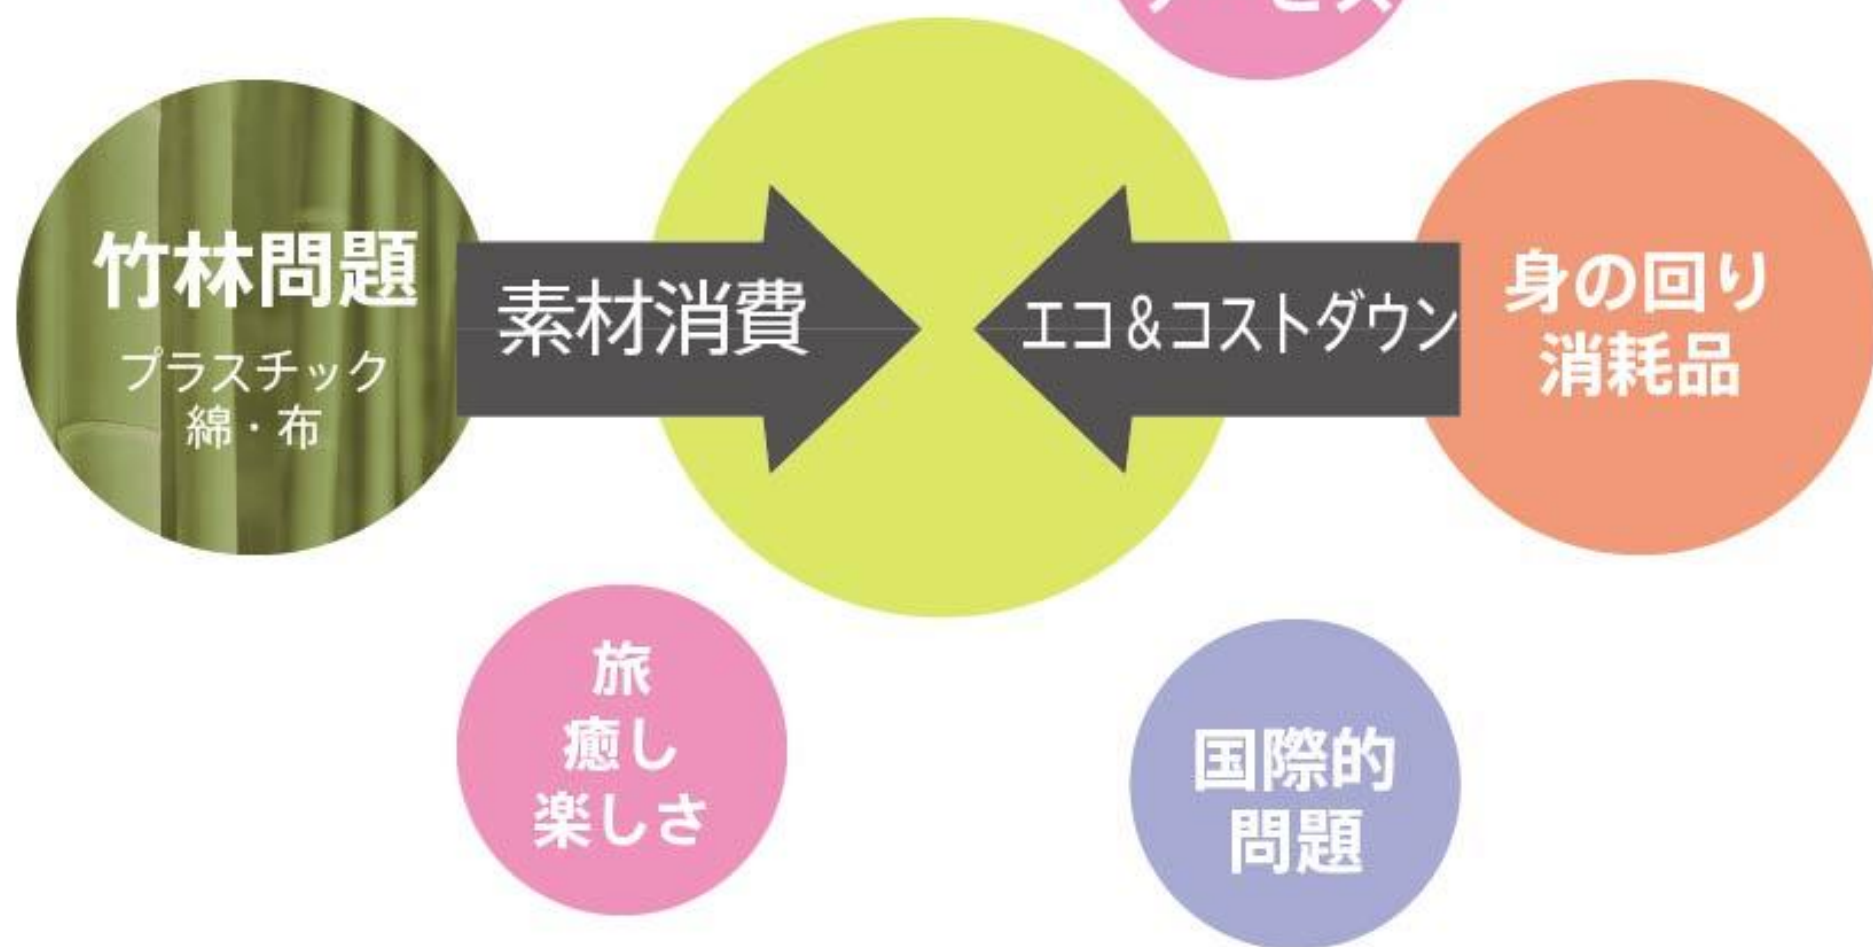 竹林問題
プラスチック
綿・布
素材消費
エコ&コストダウン
身の回り
消耗品
旅
癒し
楽しさ
国際的
問題